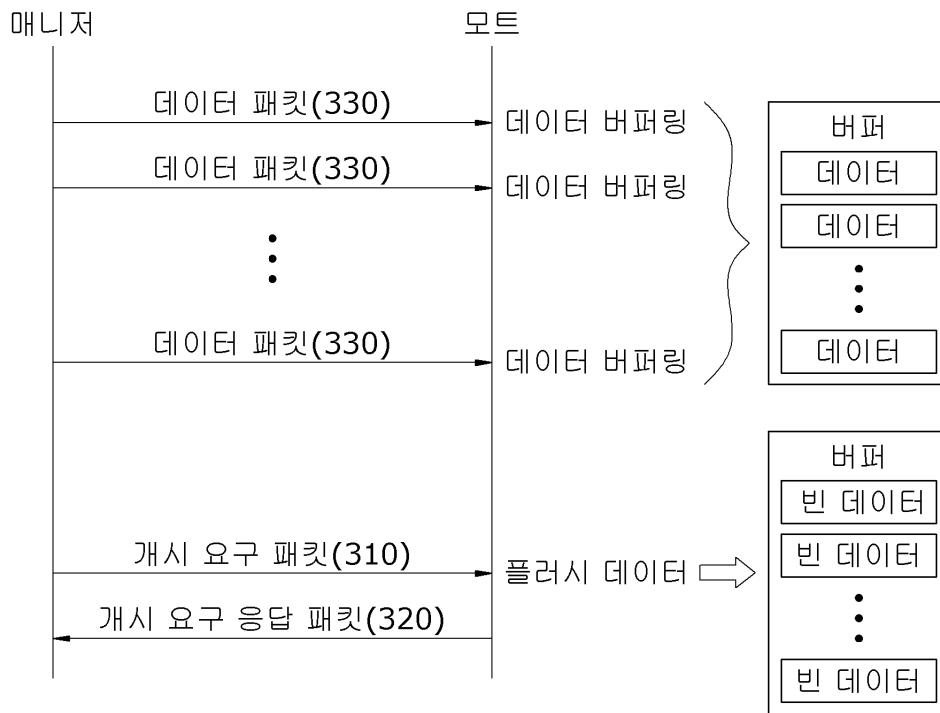 매니저
모트
데이터 패킷(330)
데이터 버퍼링
데이터 패킷(330)
데이터 버퍼링
데이터 패킷(330)
데이터 버퍼링
버퍼
데이터
데이터
데이터
개시 요구 패킷(310)
플러시 데이터
개시 요구 응답 패킷(320)
버퍼
빈 데이터
빈 데이터
빈 데이터